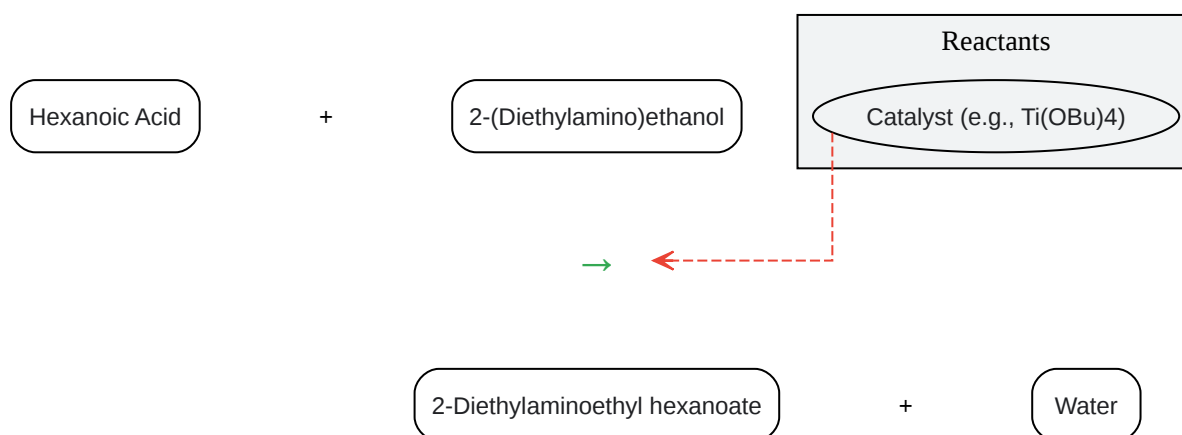 Reactants
Hexanoic Acid + 2-(Diethylamino)ethanol Catalyst (e.g., Ti(OBu)4)
→
2-Diethylaminoethyl hexanoate + Water